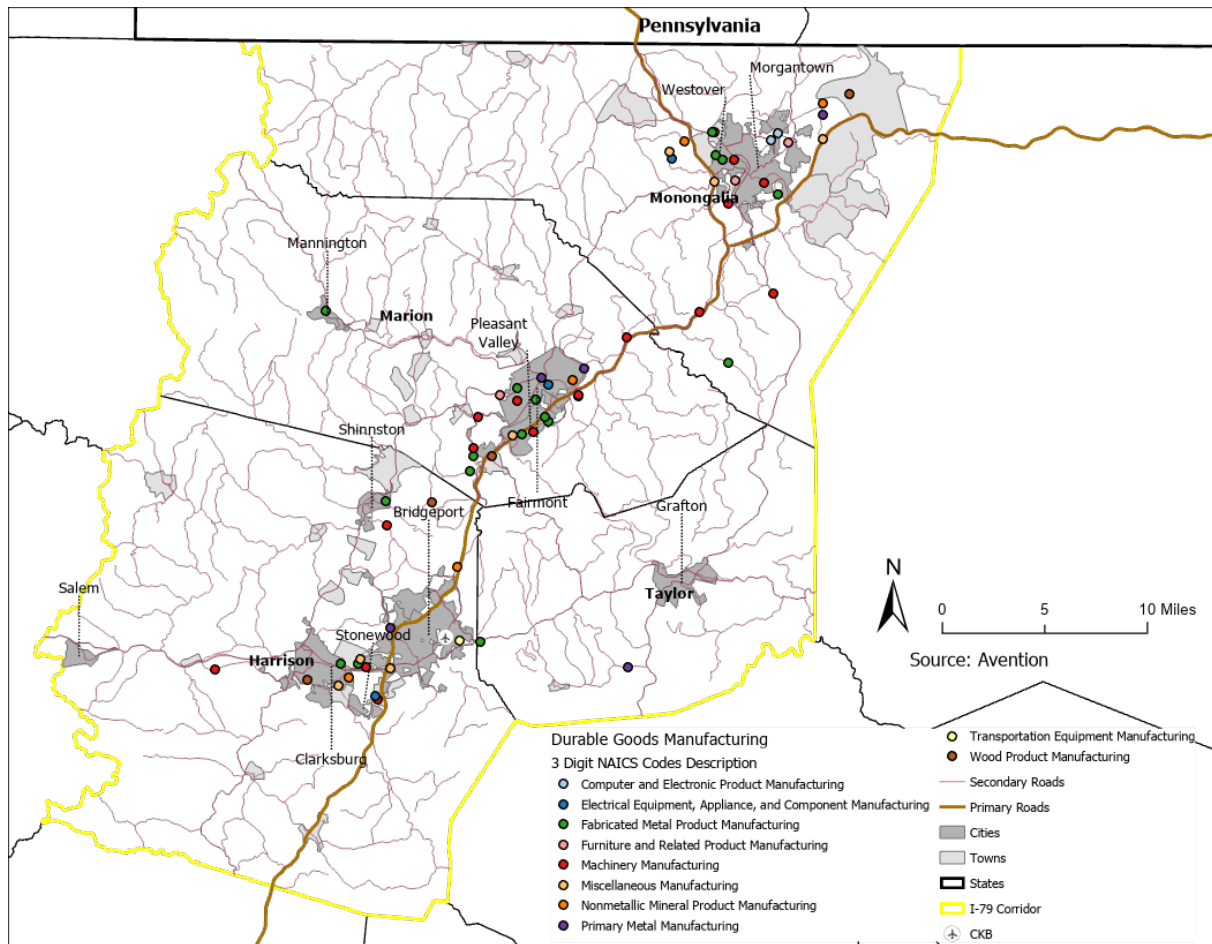 Pennsylvania
Morgantown
Westover
Monongalia
Mannington
Marion
Pleasant
Valley
Shinnston
Fairmont
Grafton
Bridgeport
N
Salem
Taylor
0 5 10 Miles
Stonewood
Harrison
Source: Avention
Clarksburg
Durable Goods Manufacturing
3 Digit NAICS Codes Description
Computer and Electronic Product Manufacturing
Electrical Equipment, Appliance, and Component Manufacturing
Fabricated Metal Product Manufacturing
Furniture and Related Product Manufacturing
Machinery Manufacturing
Miscellaneous Manufacturing
Nonmetallic Mineral Product Manufacturing
Primary Metal Manufacturing
Transportation Equipment Manufacturing
Wood Product Manufacturing
Secondary Roads
Primary Roads
Cities
Towns
States
I-79 Corridor
CKB